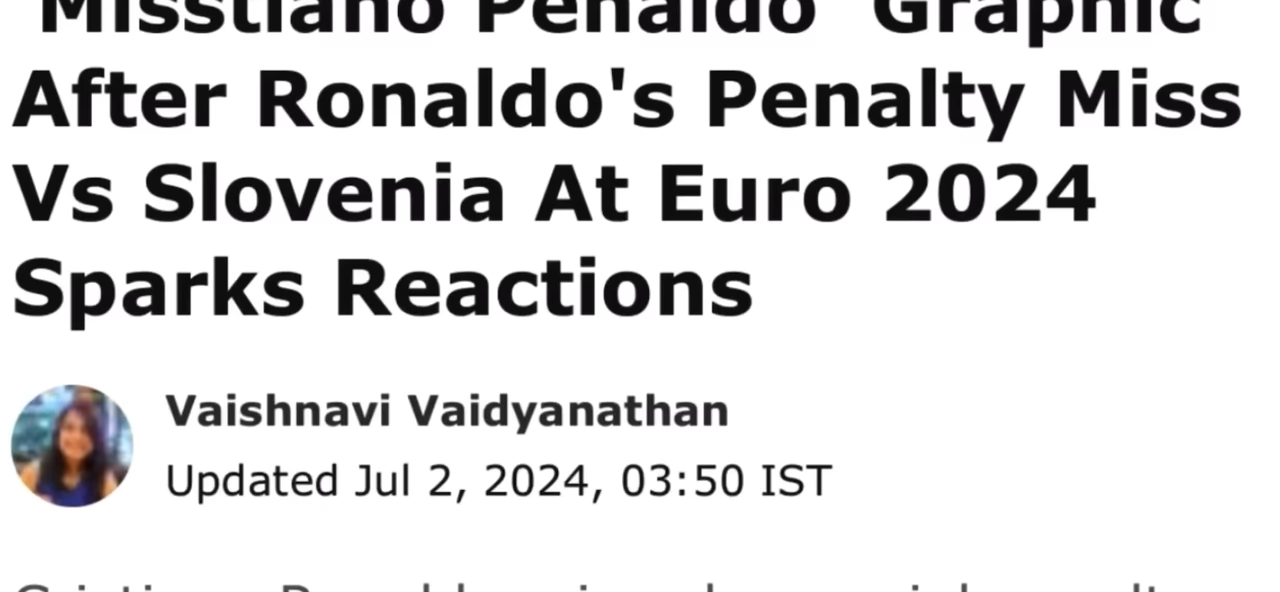 'Misstiano Penaldo' Graphic
After Ronaldo's Penalty Miss
Vs Slovenia At Euro 2024
Sparks Reactions
Vaishnavi Vaidyanathan
Updated Jul 2, 2024, 03:50 IST